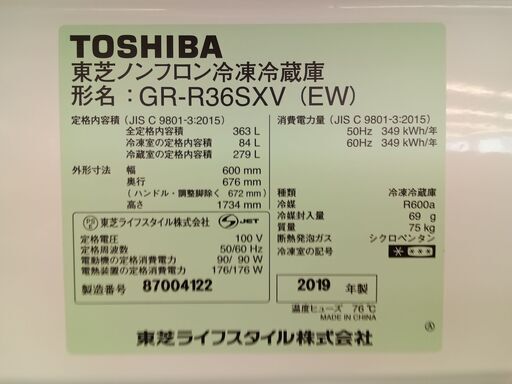 TOSHIBA
東芝ノンフロン冷凍冷蔵庫
形名：GR-R36SXV（EW）
定格内容積（JIS C 9801-3:2015）
全定格内容積 363 L
冷凍室の定格内容積 84 L
冷蔵室の定格内容積 279 L
外形寸法 幅 600 mm
奥行 676 mm
（ハンドル・調整脚除く 672 mm）
高さ 1734 mm
消費電力量（JIS C 9801-3:2015）
50Hz 349 kWh/年
60Hz 349 kWh/年
種類 冷凍冷蔵庫
冷媒 R600a
冷媒封入量 69 g
質量 75 kg
断熱発泡ガス シクロペンタン
冷凍室の記号
PS E 東芝ライフスタイル株式会社 JET
定格電圧 100 V
定格周波数 50/60 Hz
電動機の定格消費電力 90/ 90 W
電熱装置の定格消費電力 176/176 W
製造番号 87004122
2019 年製
温度ヒューズ 76℃
MADE IN CHINA
東芝ライフスタイル株式会社
Ⓐ